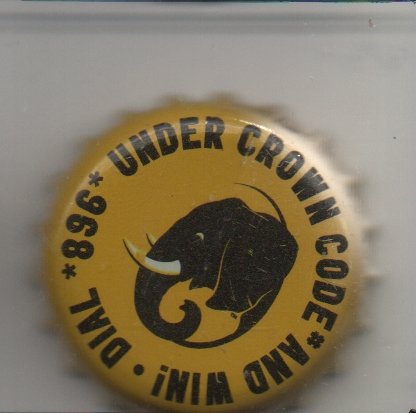 DIAL *896* UNDER CROWN CODE# AND WIN!